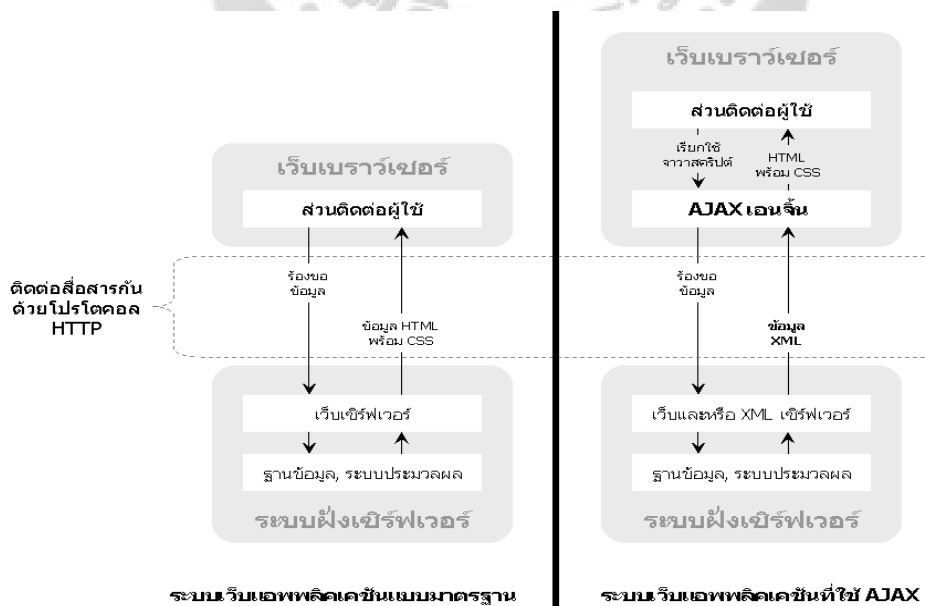 เว็บเบราว์เซอร์
ส่วนติดต่อผู้ใช้
ร้องขอ
ข้อมูล
ข้อมูล HTML
พร้อม CSS
ติดต่อสื่อสารกัน
ด้วยโปรโตคอล
HTTP
เว็บเซิร์ฟเวอร์
ฐานข้อมูล, ระบบประมวลผล
ระบบฝั่งเซิร์ฟเวอร์
ระบบเว็บแอพพลิคเคชันแบบมาตรฐาน
เว็บเบราว์เซอร์
ส่วนติดต่อผู้ใช้
เรียกใช้
จาวาสคริปต์
HTML
พร้อม CSS
AJAX เอนจิ้น
ร้องขอ
ข้อมูล
ข้อมูล
XML
เว็บและหรือ XML เซิร์ฟเวอร์
ฐานข้อมูล, ระบบประมวลผล
ระบบฝั่งเซิร์ฟเวอร์
ระบบเว็บแอพพลิคเคชันที่ใช้ AJAX